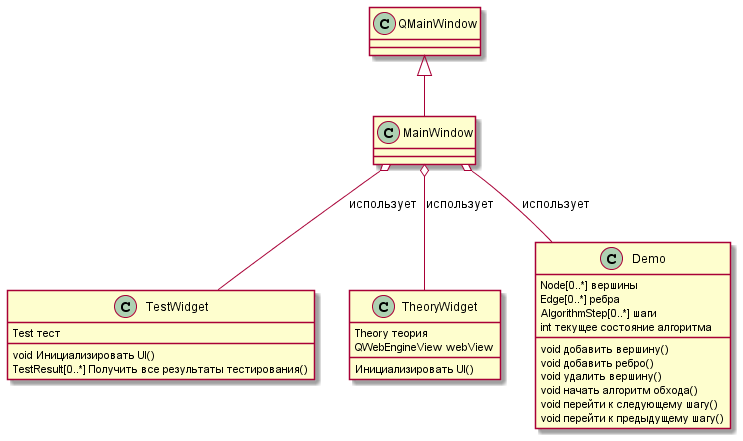 C QMainWindow
C MainWindow
использует
использует
использует
C TestWidget
Test тест
void Инициализировать UI()
TestResult[0..*] Получить все результаты тестирования()
C TheoryWidget
Theory теория
QWebEngineView webView
Инициализировать UI()
C Demo
Node[0..*] вершины
Edge[0..*] ребра
AlgorithmStep[0..*] шаги
int текущее состояние алгоритма
void добавить вершину()
void добавить ребро()
void удалить вершину()
void начать алгоритм обхода()
void перейти к следующему шагу()
void перейти к предыдущему шагу()